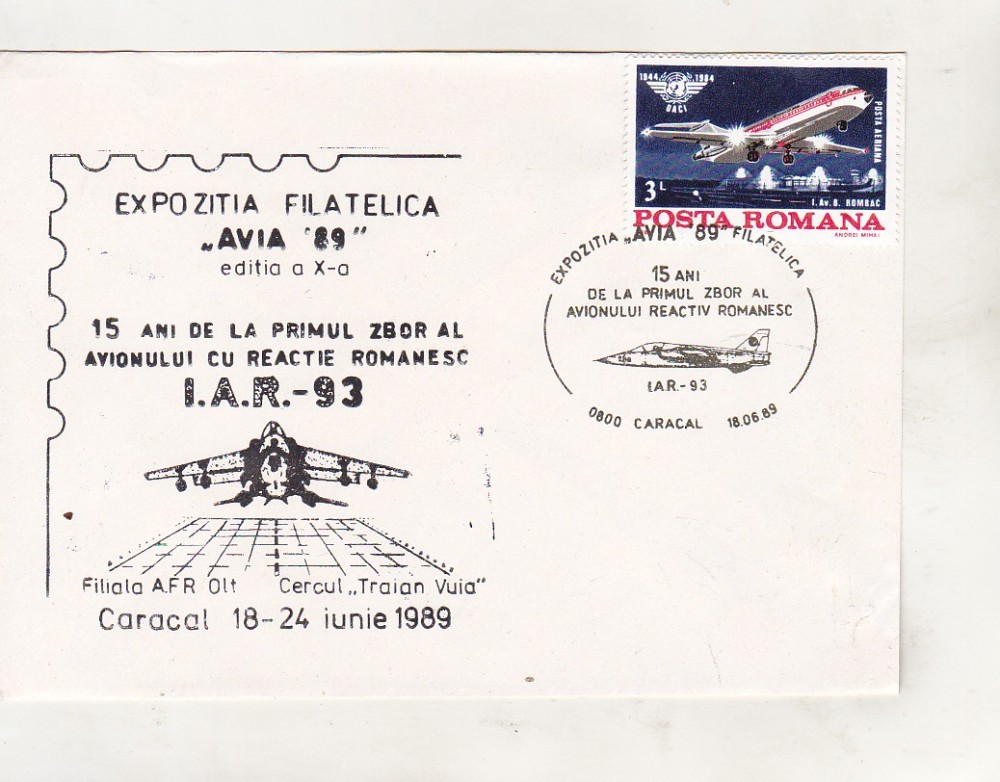 EXPOZITIA FILATELICA
„AVIA '89"
editia a X-a
15 ANI DE LA PRIMUL ZBOR AL
AVIONULUI CU REACTIE ROMANESC
I.A.R.-93
Filiala A.F.R Olt Cercul „Traian Vuia"
Caracal 18-24 iunie 1989
1944 1984
OACI
POSTA AERIANA
3 L
I. Av. B. ROMBAC
POSTA ROMANA
ANDREI MIHAI
EXPOZITIA „AVIA '89" FILATELICA
15 ANI
DE LA PRIMUL ZBOR AL
AVIONULUI REACTIV ROMANESC
I.A.R.-93
0800 CARACAL 18.06.89